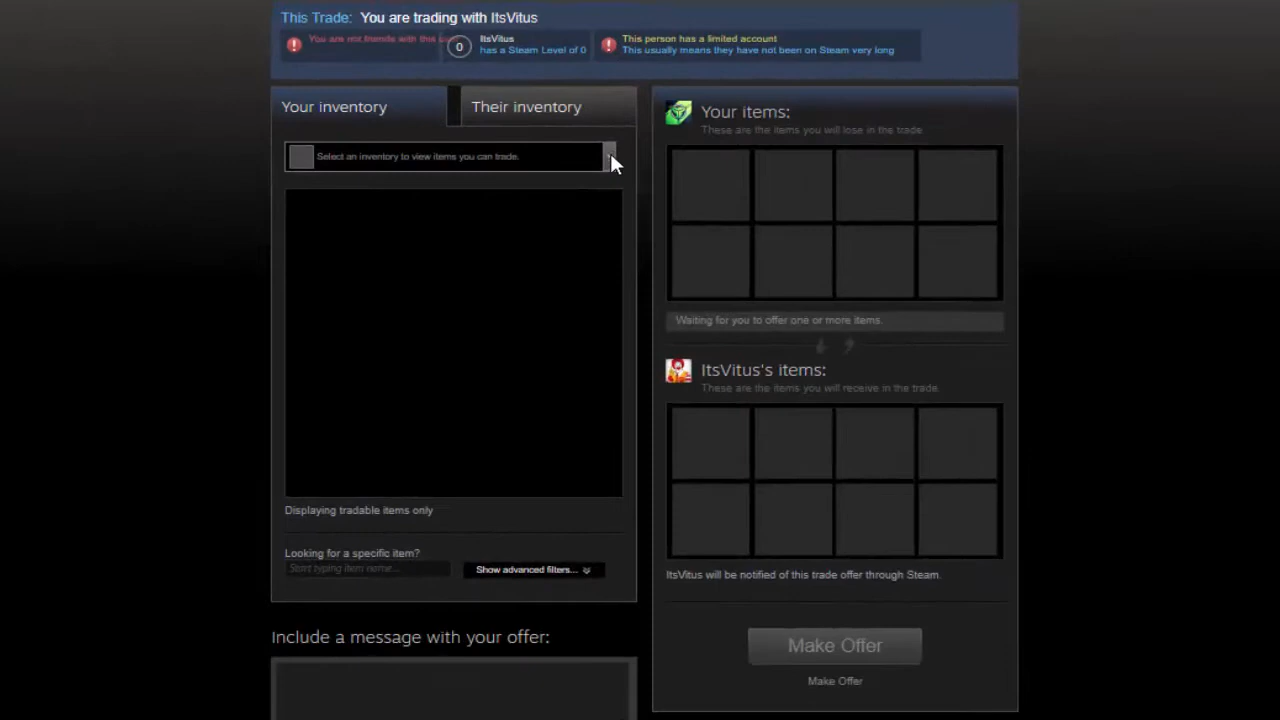 This Trade: You are trading with ItsVitus
You are not friends with this user
0
ItsVitus
has a Steam Level of 0
This person has a limited account
This usually means they have not been on Steam very long
Your inventory
Their inventory
Select an inventory to view items you can trade.
Displaying tradable items only
Looking for a specific item?
Start typing item name...
Show advanced filters...
Include a message with your offer:
Your items:
These are the items you will lose in the trade.
Waiting for you to offer one or more items.
ItsVitus's items:
These are the items you will receive in the trade.
ItsVitus will be notified of this trade offer through Steam.
Make Offer
Make Offer